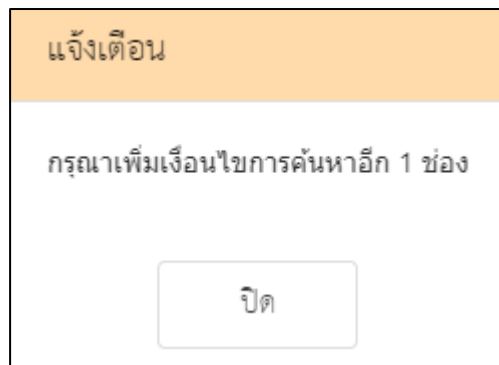 แจ้งเตือน
กรุณาเพิ่มเงื่อนไขการค้นหาอีก 1 ช่อง
ปิด